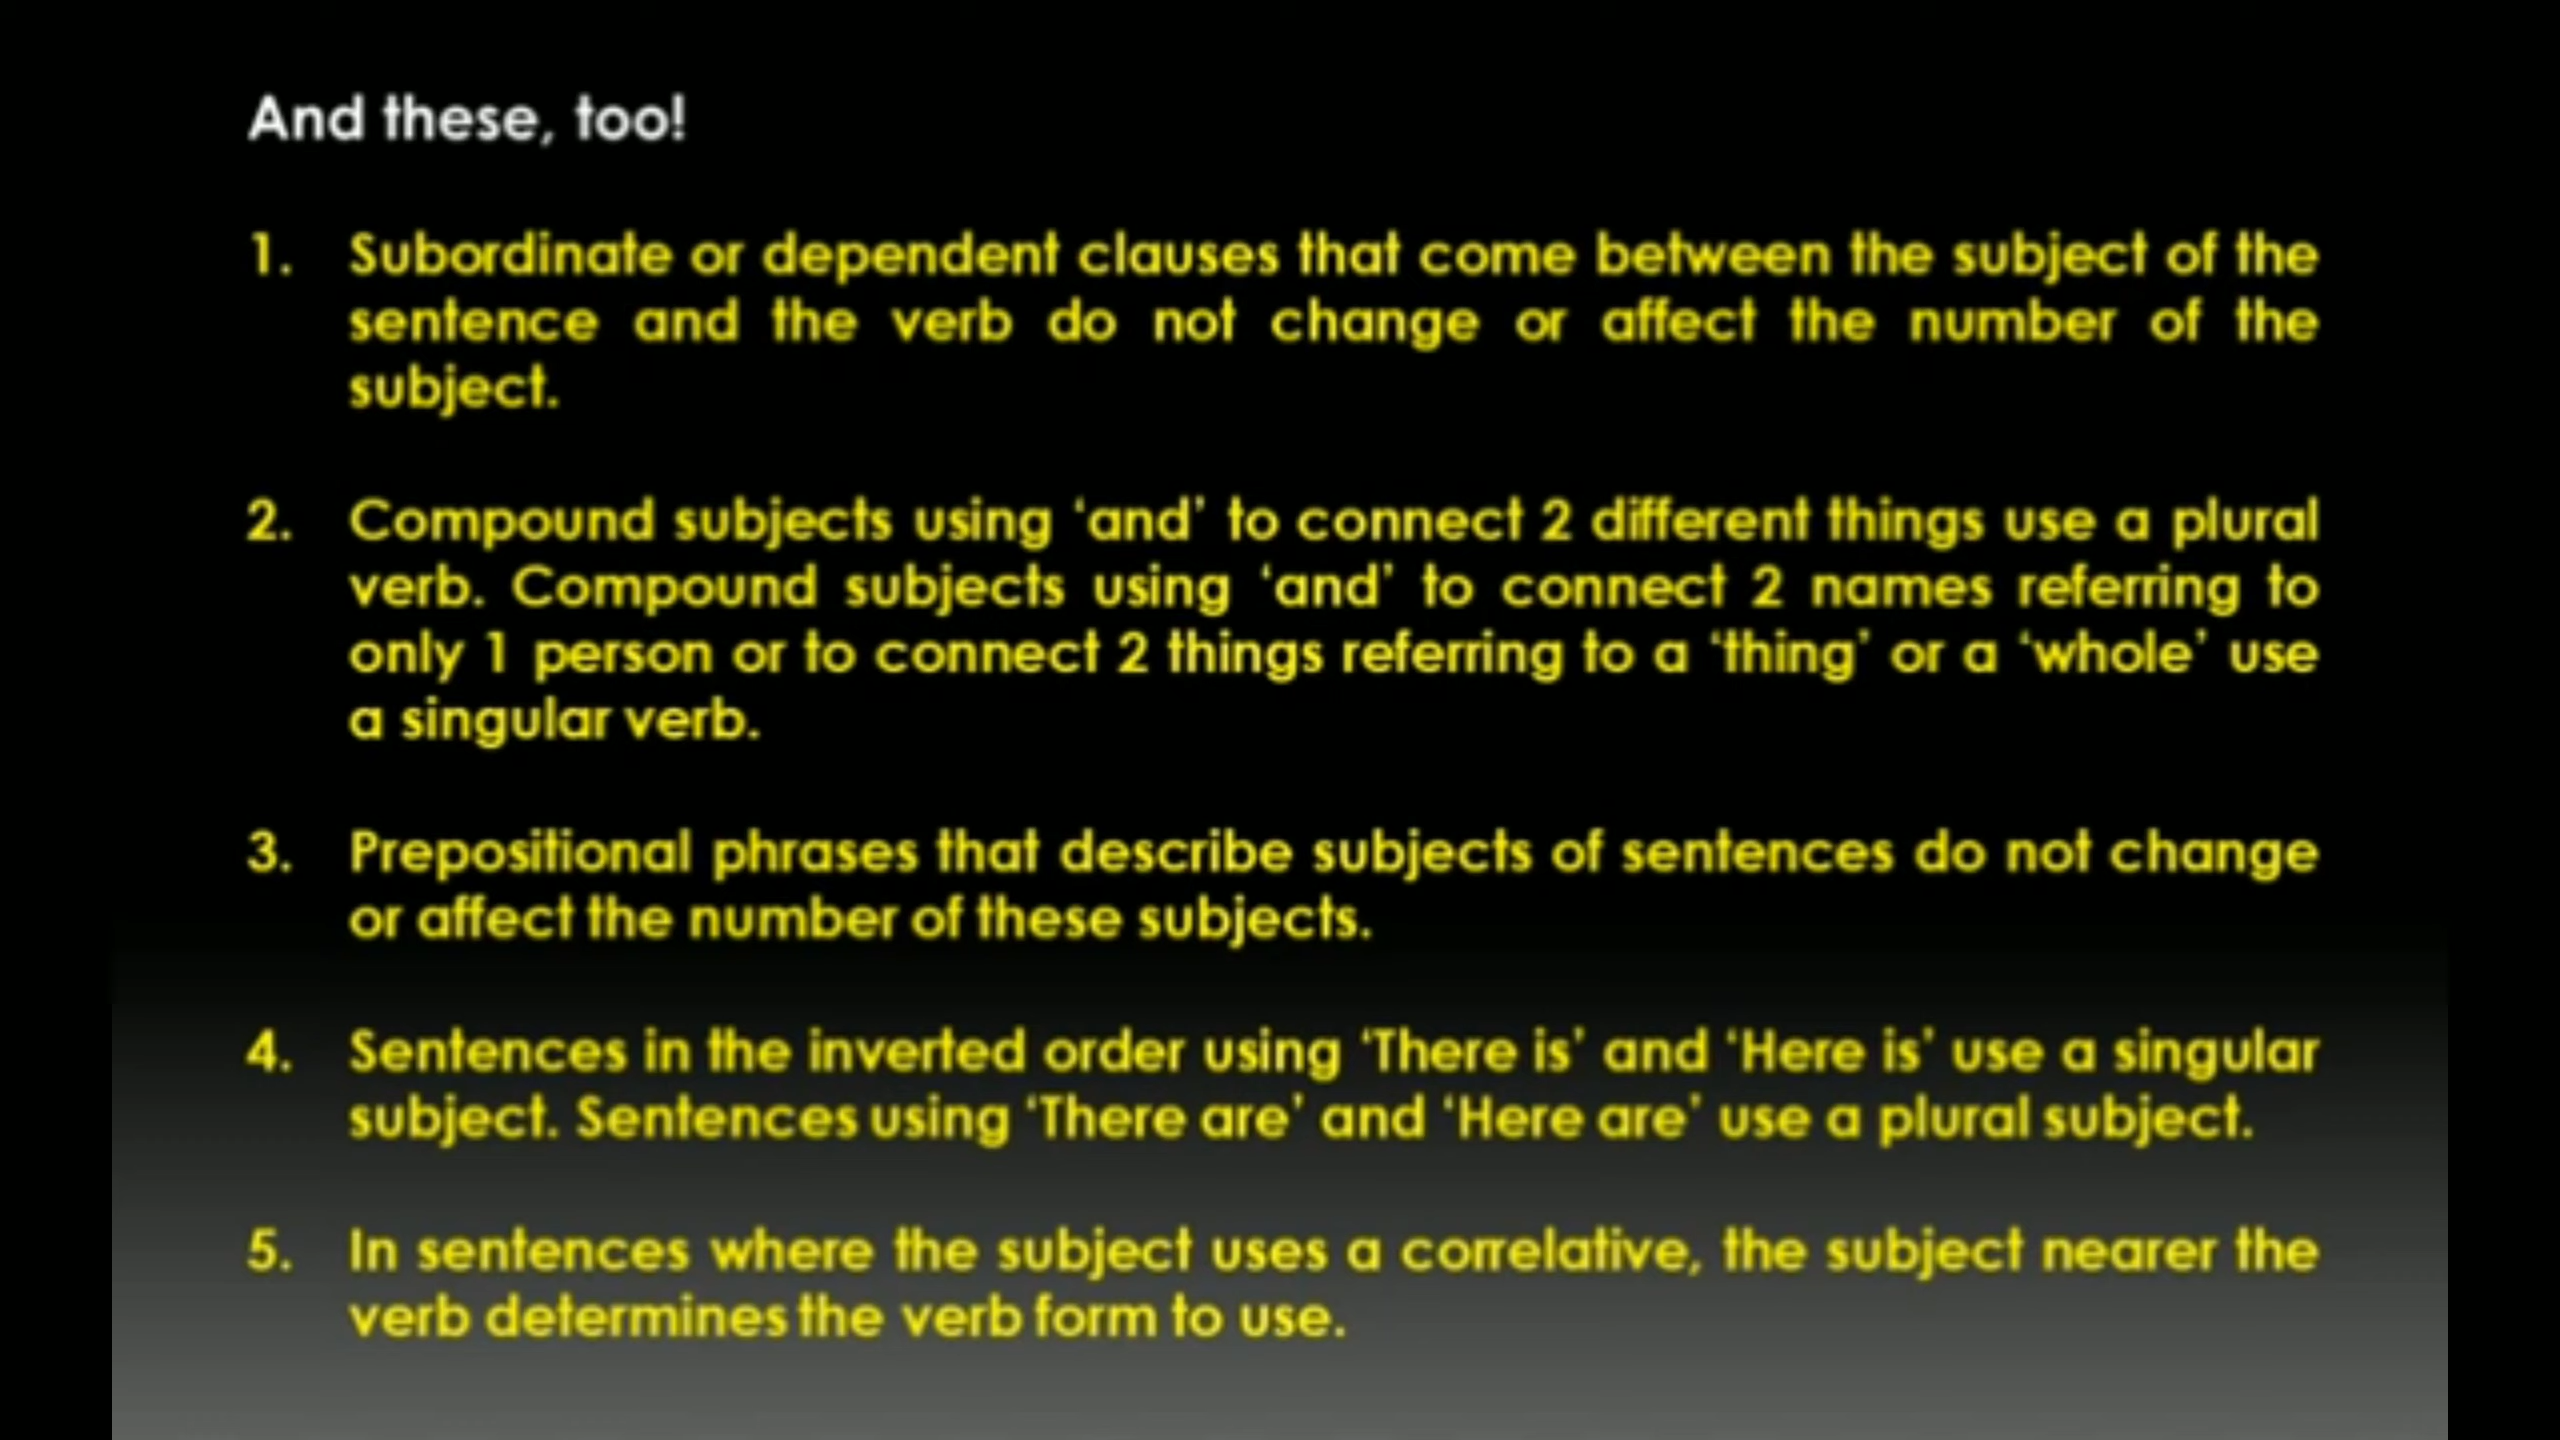 And these, too!
1. Subordinate or dependent clauses that come between the subject of the
sentence and the verb do not change or affect the number of the
subject.
2. Compound subjects using ‘and’ to connect 2 different things use a plural
verb. Compound subjects using ‘and’ to connect 2 names referring to
only 1 person or to connect 2 things referring to a ‘thing’ or a ‘whole’ use
a singular verb.
3. Prepositional phrases that describe subjects of sentences do not change
or affect the number of these subjects.
4. Sentences in the inverted order using ‘There is’ and ‘Here is’ use a singular
subject. Sentences using ‘There are’ and ‘Here are’ use a plural subject.
5. In sentences where the subject uses a correlative, the subject nearer the
verb determines the verb form to use.